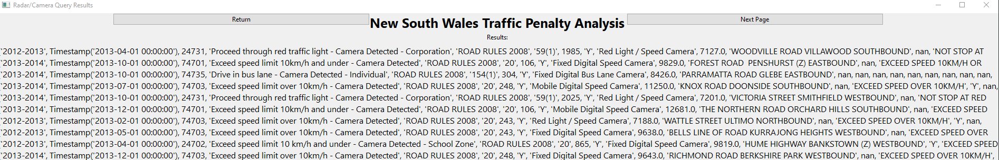 Radar/Camera Query Results
Return
New South Wales Traffic Penalty Analysis
Next Page
Results:
('2012-2013', Timestamp('2013-04-01 00:00:00'), 24731, 'Proceed through red traffic light - Camera Detected - Corporation', 'ROAD RULES 2008', '59(1)', 1985, 'Y', 'Red Light / Speed Camera', 7127.0, 'WOODVILLE ROAD VILLAWOOD SOUTHBOUND', nan, 'NOT STOP AT
('2013-2014', Timestamp('2013-10-01 00:00:00'), 74701, 'Exceed speed limit 10km/h and under - Camera Detected', 'ROAD RULES 2008', '20', 106, 'Y', 'Fixed Digital Speed Camera', 9829.0, 'FOREST ROAD  PENSHURST (Z) EASTBOUND', nan, 'EXCEED SPEED 10KM/H OR
('2013-2014', Timestamp('2013-10-01 00:00:00'), 74735, 'Drive in bus lane - Camera Detected - Individual', 'ROAD RULES 2008', '154(1)', 304, 'Y', 'Fixed Digital Bus Lane Camera', 8426.0, 'PARRAMATTA ROAD GLEBE EASTBOUND', nan, nan, nan, nan, nan, nan, nan, nan,
('2013-2014', Timestamp('2013-07-01 00:00:00'), 74703, 'Exceed speed limit over 10km/h - Camera Detected', 'ROAD RULES 2008', '20', 248, 'Y', 'Mobile Digital Speed Camera', 11250.0, 'KNOX ROAD DOONSIDE SOUTHBOUND', nan, 'EXCEED SPEED OVER 10KM/H', 'Y', nan,
('2013-2014', Timestamp('2013-10-01 00:00:00'), 24731, 'Proceed through red traffic light - Camera Detected - Corporation', 'ROAD RULES 2008', '59(1)', 2025, 'Y', 'Red Light / Speed Camera', 7201.0, 'VICTORIA STREET SMITHFIELD WESTBOUND', nan, 'NOT STOP AT RED
('2013-2014', Timestamp('2013-12-01 00:00:00'), 74701, 'Exceed speed limit 10km/h and under - Camera Detected', 'ROAD RULES 2008', '20', 106, 'Y', 'Mobile Digital Speed Camera', 12681.0, 'THE NORTHERN ROAD ORCHARD HILLS SOUTHBOUND', nan, 'EXCEED SPEED
('2012-2013', Timestamp('2013-02-01 00:00:00'), 74703, 'Exceed speed limit over 10km/h - Camera Detected', 'ROAD RULES 2008', '20', 243, 'Y', 'Red Light / Speed Camera', 7188.0, 'WATTLE STREET ULTIMO NORTHBOUND', nan, 'EXCEED SPEED OVER 10KM/H', 'Y', nan,
('2012-2013', Timestamp('2013-05-01 00:00:00'), 74703, 'Exceed speed limit over 10km/h - Camera Detected', 'ROAD RULES 2008', '20', 243, 'Y', 'Fixed Digital Speed Camera', 9638.0, 'BELLS LINE OF ROAD KURRAJONG HEIGHTS WESTBOUND', nan, 'EXCEED SPEED OVER
('2012-2013', Timestamp('2013-04-01 00:00:00'), 24702, 'Exceed speed limit 10 km/h and under - Camera Detected - School Zone', 'ROAD RULES 2008', '20', 865, 'Y', 'Fixed Digital Speed Camera', 9819.0, 'HUME HIGHWAY BANKSTOWN (Z) WESTBOUND', 'Y', 'EXCEED SPEED
('2013-2014', Timestamp('2013-12-01 00:00:00'), 74703, 'Exceed speed limit over 10km/h - Camera Detected', 'ROAD RULES 2008', '20', 248, 'Y', 'Fixed Digital Speed Camera', 9643.0, 'RICHMOND ROAD BERKSHIRE PARK WESTBOUND', nan, 'EXCEED SPEED OVER 10KM/H',